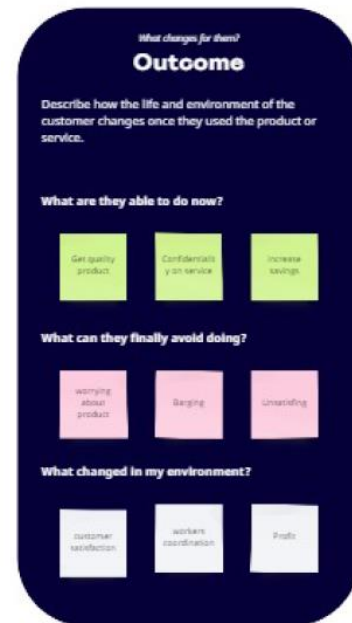 What changes for them?
Outcome
Describe how the life and environment of the
customer changes once they used the product or
service.
What are they able to do now?
Get quality
product
Confidentialit
y on service
increase
savings
What can they finally avoid doing?
worrying
about
product
Barging
Unsatisfing
What changed in my environment?
customer
satisfaction
workers
coordination
Profit